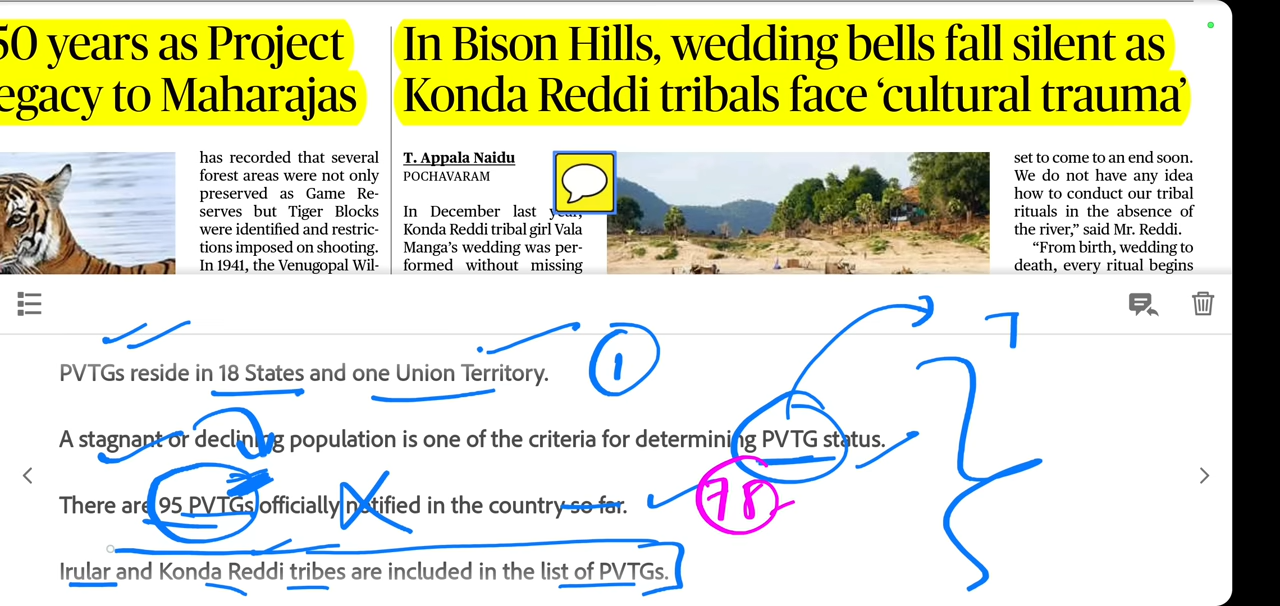 50 years as Project
egacy to Maharajas
has recorded that several
forest areas were not only
preserved as Game Re-
serves but Tiger Blocks
were identified and restric-
tions imposed on shooting.
In 1941, the Venugopal Wil-
In Bison Hills, wedding bells fall silent as
Konda Reddi tribals face ‘cultural trauma’
T. Appala Naidu
POCHAVARAM
In December last year,
Konda Reddi tribal girl Vala
Manga’s wedding was per-
formed without missing
set to come to an end soon.
We do not have any idea
how to conduct our tribal
rituals in the absence of
the river,” said Mr. Reddi.
“From birth, wedding to
death, every ritual begins
PVTGs reside in 18 States and one Union Territory.
1
A stagnant or declining population is one of the criteria for determining PVTG status.
There are 95 PVTGs officially notified in the country so far.
78
Irular and Konda Reddi tribes are included in the list of PVTGs.